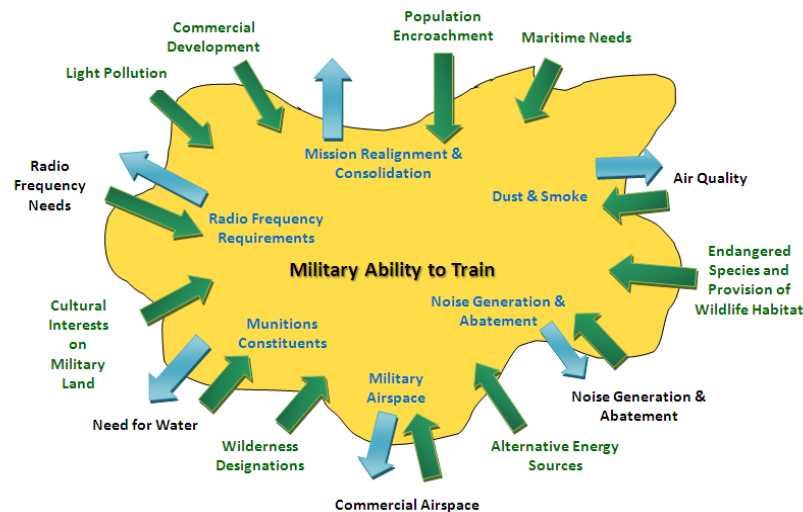 Population
Encroachment
Commercial
Development
Maritime Needs
Light Pollution
Mission Realignment &
Consolidation
Radio
Frequency
Needs
Air Quality
Dust & Smoke
Radio Frequency
Requirements
Endangered
Species and
Provision of
Wildlife Habitat
Military Ability to Train
Cultural
Interests
on
Military
Land
Noise Generation &
Abatement
Munitions
Constituents
Military
Airspace
Noise Generation &
Abatement
Need for Water
Wilderness
Designations
Alternative Energy
Sources
Commercial Airspace